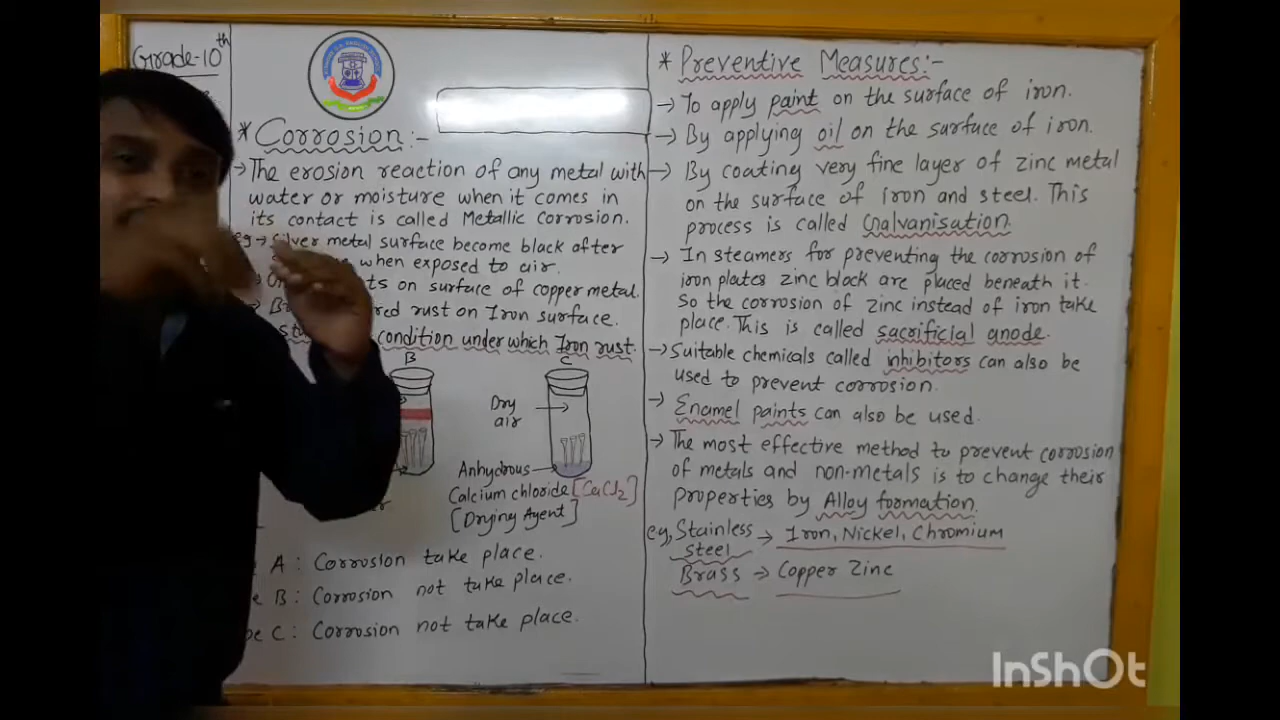 Grade-10th
* Corrosion:-
→ The erosion reaction of any metal with
water or moisture when it comes in
its contact is called Metallic corrosion.
eg → Silver metal surface become black after
when exposed to air.
on surface of copper metal.
red rust on Iron surface.
condition under which Iron rust.
B
C
Dry
air
Anhydrous
Calcium chloride [CaCl2]
[Drying Agent]
A: Corrosion take place.
B: Corrosion not take place.
C: Corrosion not take place.
* Preventive Measures:-
→ To apply paint on the surface of iron.
→ By applying oil on the surface of iron.
→ By coating very fine layer of zinc metal
on the surface of iron and steel. This
process is called Galvanisation.
→ In steamers for preventing the corrosion of
iron plates zinc block are placed beneath it.
So the corrosion of zinc instead of iron take
place. This is called sacrificial anode.
→ Suitable chemicals called inhibitors can also be
used to prevent corrosion.
→ Enamel paints can also be used.
→ The most effective method to prevent corrosion
of metals and non-metals is to change their
properties by Alloy formation.
eg, Stainless → Iron, Nickel, Chromium
steel
Brass → Copper Zinc
InShOt